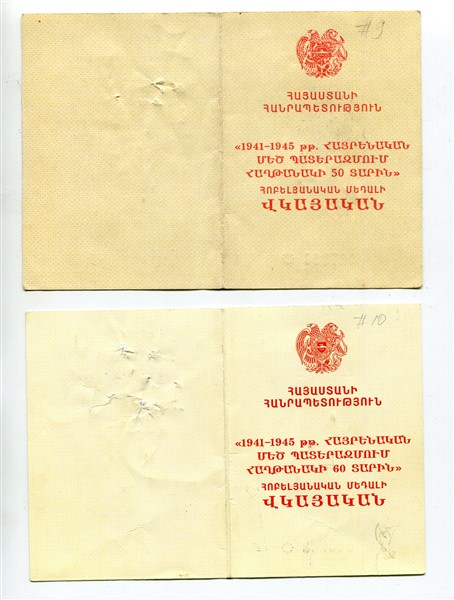 #9
ՀԱՅԱՍՏԱՆԻ
ՀԱՆՐԱՊԵՏՈՒԹՅՈՒՆ
«1941–1945 թթ. ՀԱՅՐԵՆԱԿԱՆ
ՄԵԾ ՊԱՏԵՐԱԶՄՈՒՄ
ՀԱՂԹԱՆԱԿԻ 50 ՏԱՐԻՆ»
ՀՈԲԵԼՅԱՆԱԿԱՆ ՄԵԴԱԼԻ
ՎԿԱՅԱԿԱՆ
#10
ՀԱՅԱՍՏԱՆԻ
ՀԱՆՐԱՊԵՏՈՒԹՅՈՒՆ
«1941–1945 թթ. ՀԱՅՐԵՆԱԿԱՆ
ՄԵԾ ՊԱՏԵՐԱԶՄՈՒՄ
ՀԱՂԹԱՆԱԿԻ 60 ՏԱՐԻՆ»
ՀՈԲԵԼՅԱՆԱԿԱՆ ՄԵԴԱԼԻ
ՎԿԱՅԱԿԱՆ